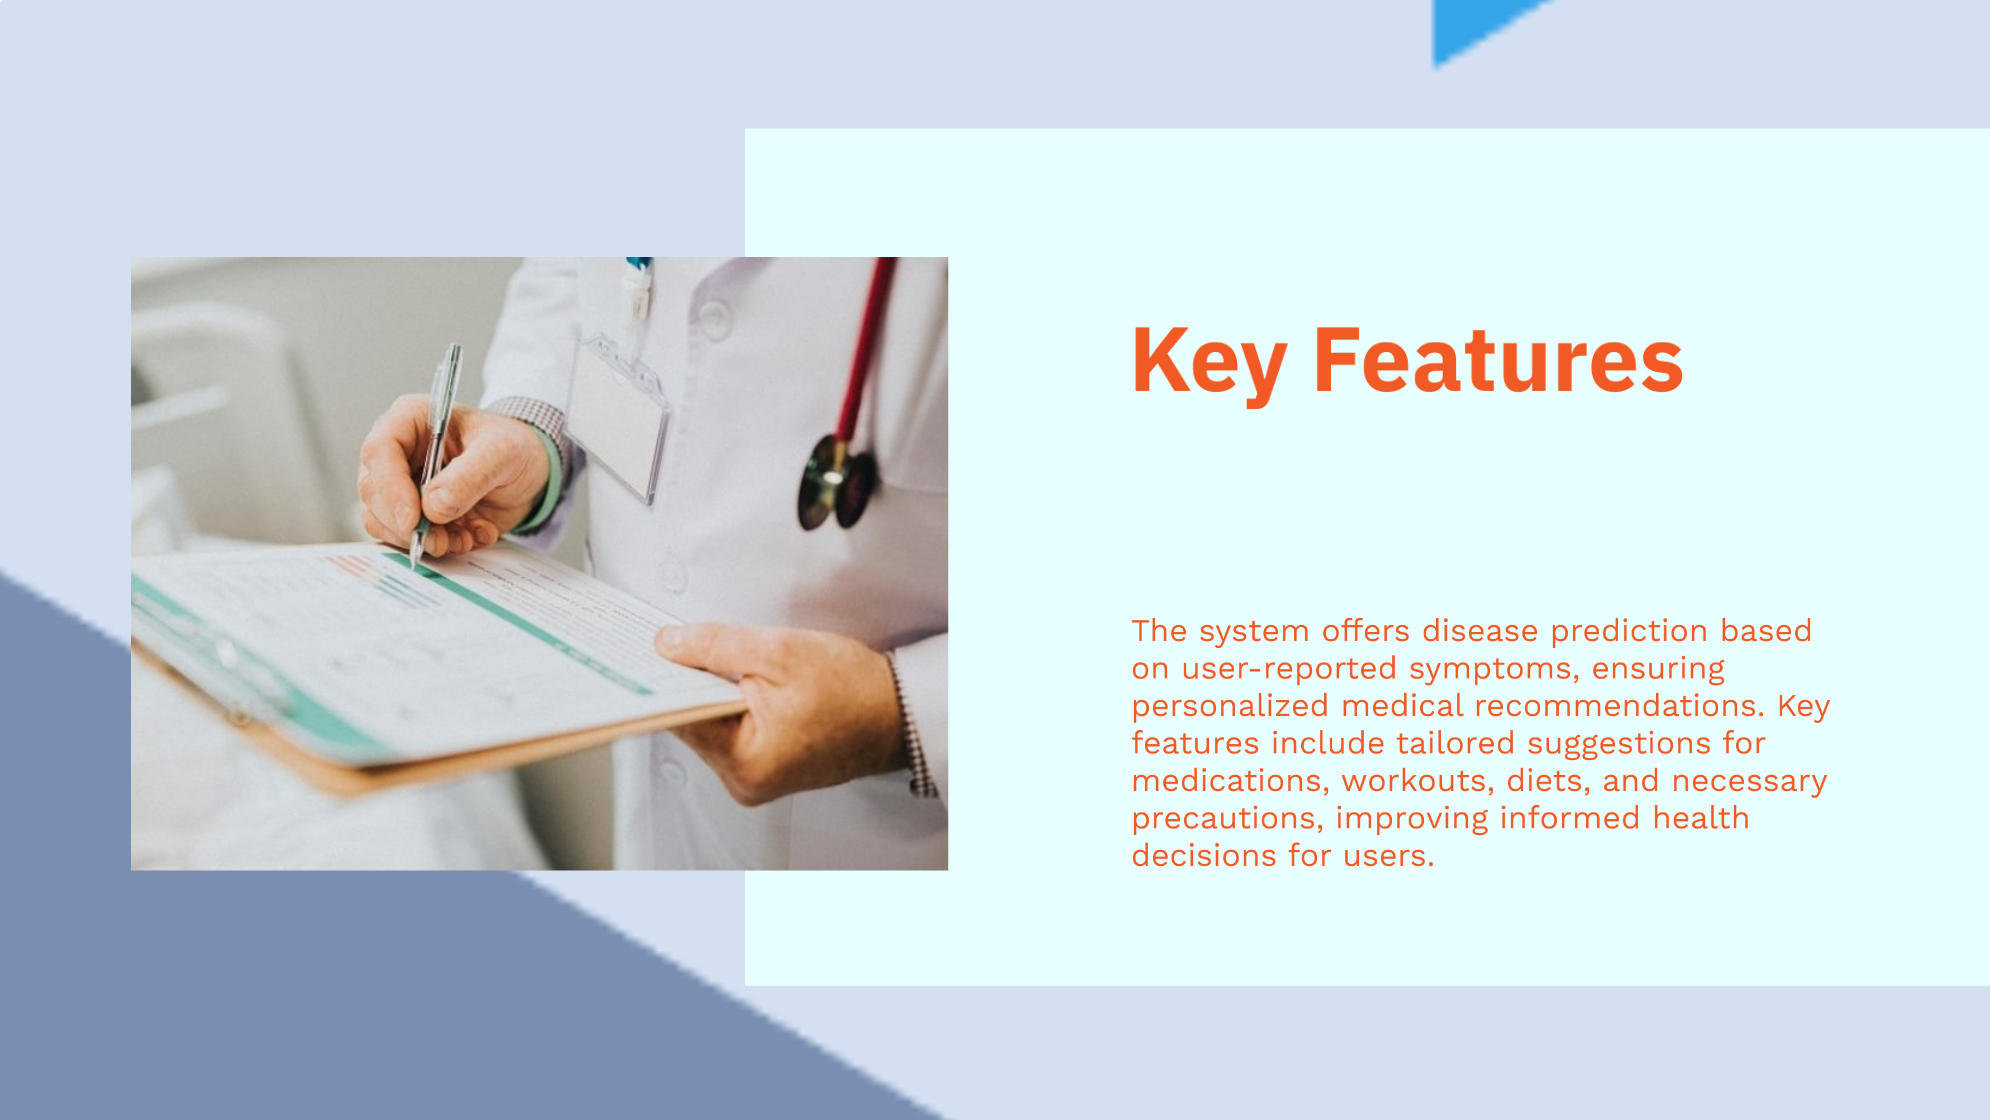 Key Features
The system offers disease prediction based
on user-reported symptoms, ensuring
personalized medical recommendations. Key
features include tailored suggestions for
medications, workouts, diets, and necessary
precautions, improving informed health
decisions for users.